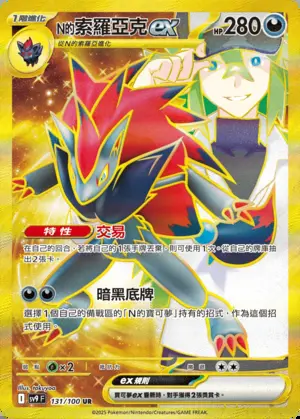 1階進化
N的索羅亞克ex
HP280
從N的索羅亞進化
特性 交易
在自己的回合，若將自己的1張手牌丟棄，則可使用1次。從自己的牌庫抽
出2張卡。
暗黑底牌
選擇1個自己的備戰區的「N的寶可夢」持有的招式，作為這個招
式使用。
×2
ex規則
當寶可夢ex昏厥時，對手獲得2張獎賞卡。
SV9 F 131/100 UR
©2025 Pokémon/Nintendo/Creatures/GAME FREAK.